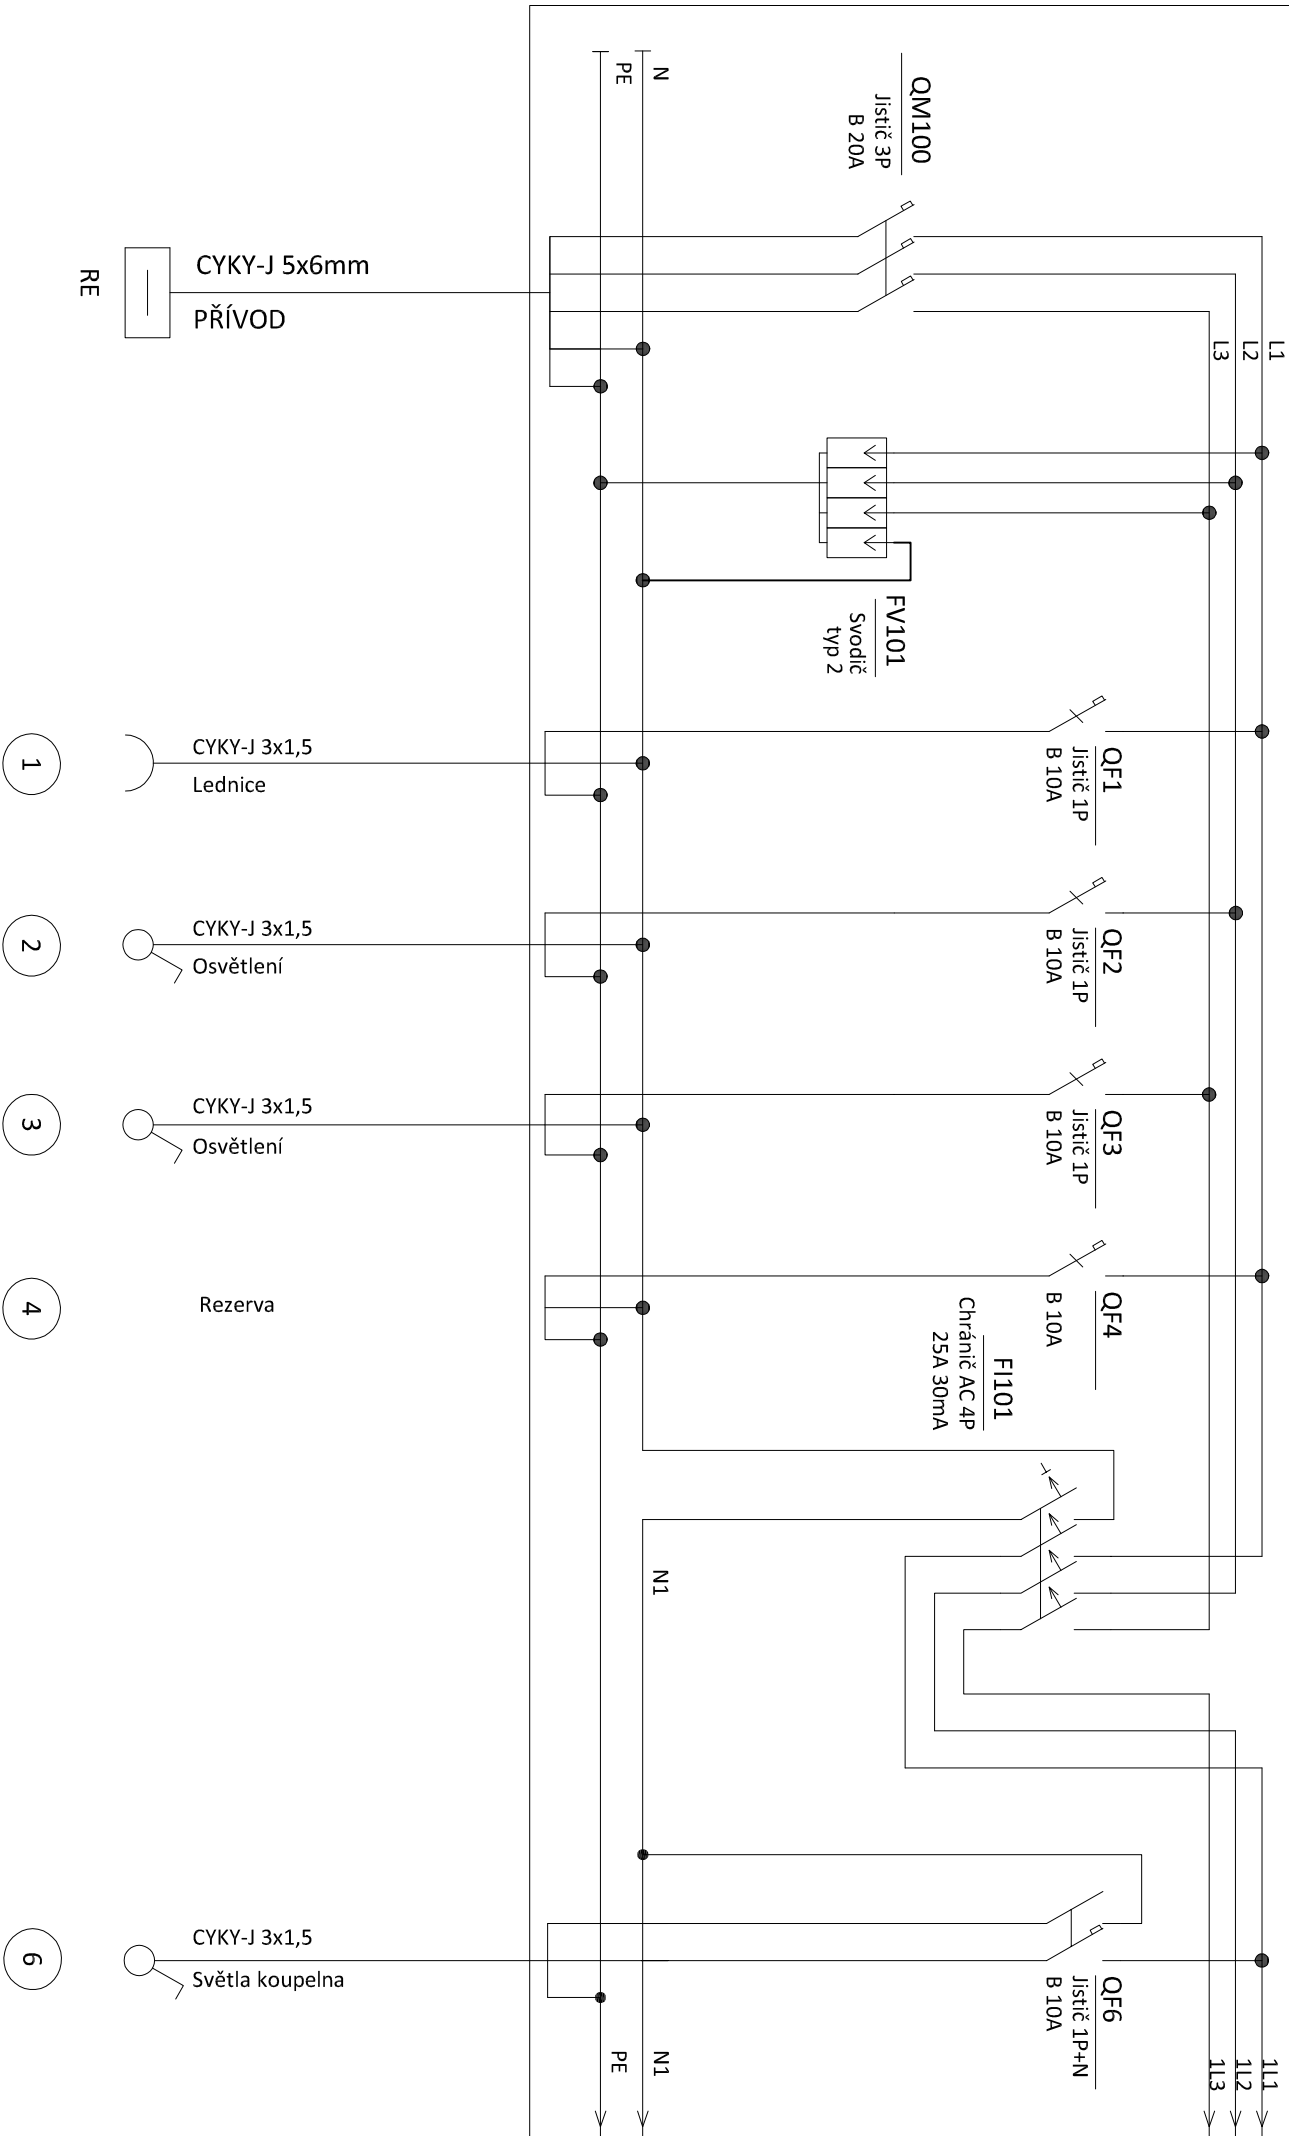 N
PE
QM100
Jistič 3P
B 20A
CYKY-J 5x6mm
PŘÍVOD
RE
L1
L2
L3
FV101
Svodič
typ 2
QF1
Jistič 1P
B 10A
CYKY-J 3x1,5
Lednice
1
QF2
Jistič 1P
B 10A
CYKY-J 3x1,5
Osvětlení
2
QF3
Jistič 1P
B 10A
CYKY-J 3x1,5
Osvětlení
3
QF4
B 10A
Rezerva
4
FI101
Chránič AC 4P
25A 30mA
N1
QF6
Jistič 1P+N
B 10A
CYKY-J 3x1,5
Světla koupelna
6
1L1
1L2
1L3
N1
PE